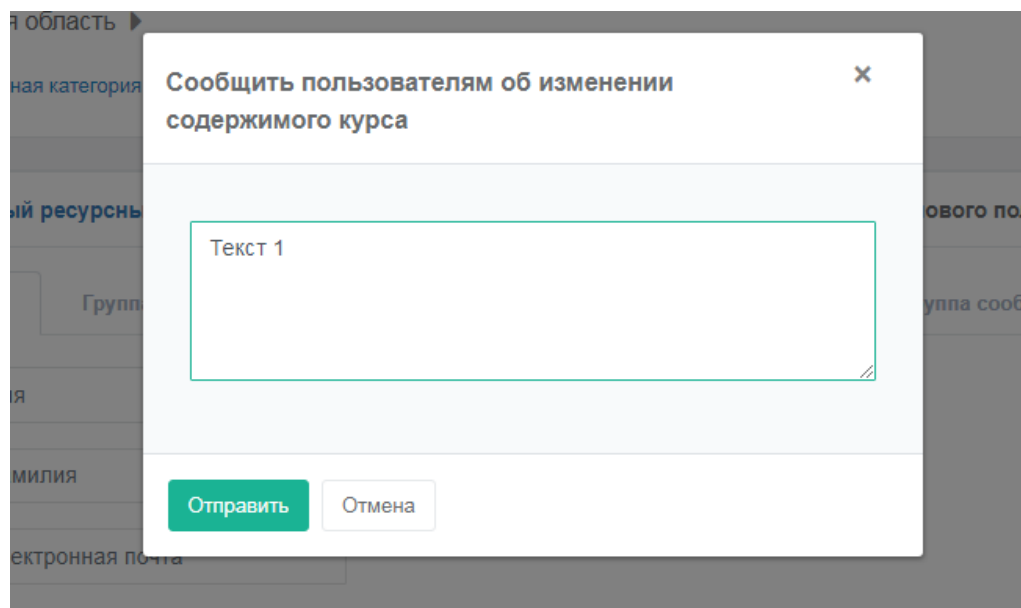 я область
ная категория
Сообщить пользователям об изменении
содержимого курса
×
ый ресурсны
ового по
Текст 1
Групп
уппа сооб
ия
милия
Отправить
Отмена
ектронная почта